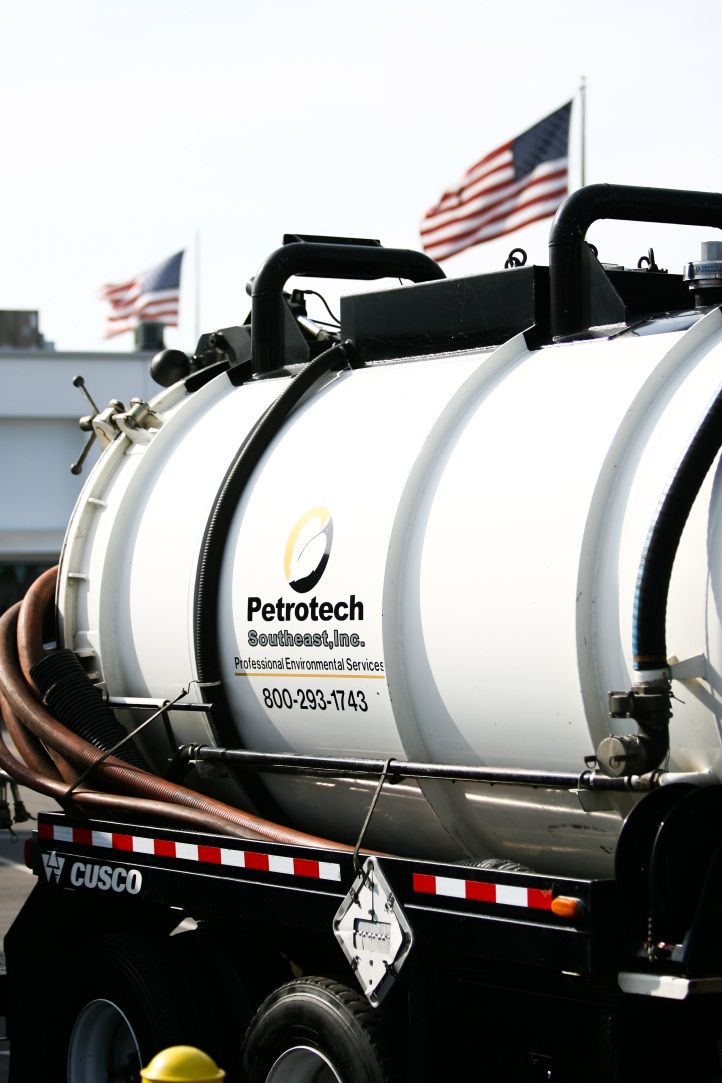 Petrotech
Southeast,Inc.
Professional Environmental Services
800-293-1743
CUSCO